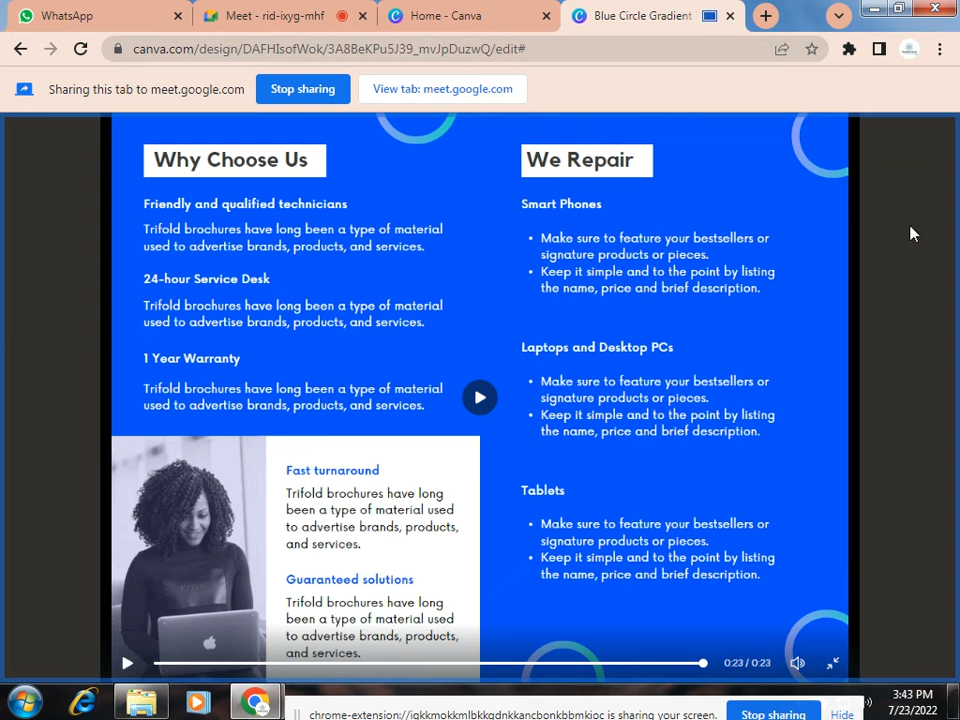 WhatsApp
Meet - rid-ixyg-mhf
Home - Canva
Blue Circle Gradient
canva.com/design/DAFHIsofWok/3A8BeKPu5J39_mvJpDuzwQ/edit#
Sharing this tab to meet.google.com
Stop sharing
View tab: meet.google.com
Why Choose Us
Friendly and qualified technicians
Trifold brochures have long been a type of material
used to advertise brands, products, and services.
24-hour Service Desk
Trifold brochures have long been a type of material
used to advertise brands, products, and services.
1 Year Warranty
Trifold brochures have long been a type of material
used to advertise brands, products, and services.
Fast turnaround
Trifold brochures have long
been a type of material used
to advertise brands, products,
and services.
Guaranteed solutions
Trifold brochures have long
been a type of material used
to advertise brands, products,
and services.
We Repair
Smart Phones
• Make sure to feature your bestsellers or
signature products or pieces.
• Keep it simple and to the point by listing
the name, price and brief description.
Laptops and Desktop PCs
• Make sure to feature your bestsellers or
signature products or pieces.
• Keep it simple and to the point by listing
the name, price and brief description.
Tablets
• Make sure to feature your bestsellers or
signature products or pieces.
• Keep it simple and to the point by listing
the name, price and brief description.
0:23 / 0:23
is sharing your screen.
Stop sharing
Hide
3:43 PM
7/23/2022